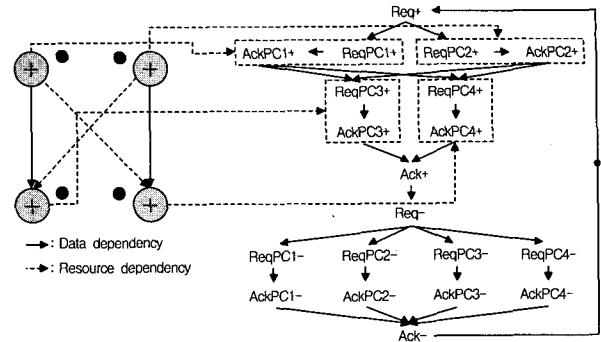 Req+
AckPC1+ ReqPC1+ ReqPC2+ AckPC2+
ReqPC3+ ReqPC4+
AckPC3+ AckPC4+
Ack+
Req−
ReqPC1− ReqPC2− ReqPC3− ReqPC4−
AckPC1− AckPC2− AckPC3− AckPC4−
Ack−
+ +
+ +
: Data dependency
: Resource dependency